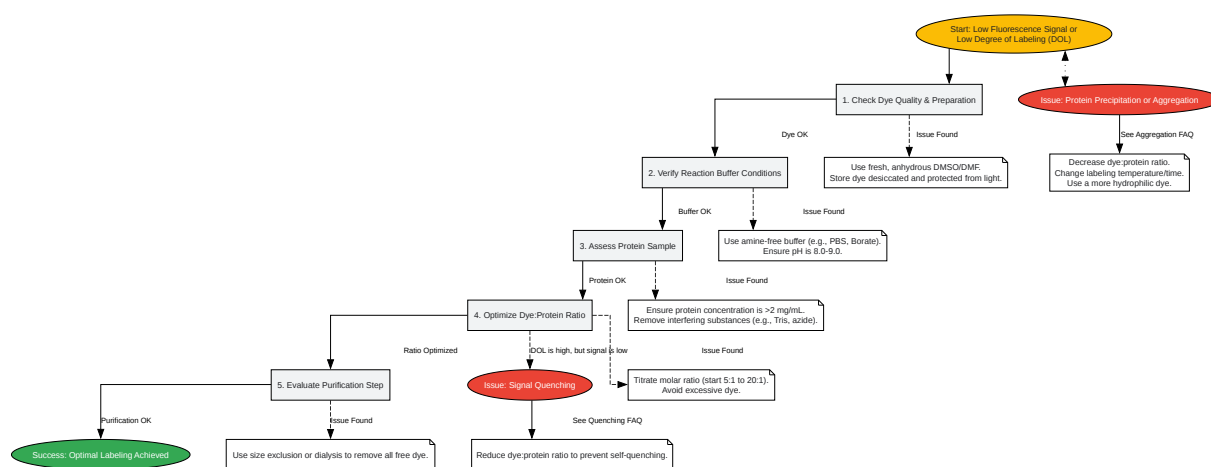 Start: Low Fluorescence Signal or
Low Degree of Labeling (DOL)
1. Check Dye Quality & Preparation
Issue: Protein Precipitation or Aggregation
Dye OK
Issue Found
See Aggregation FAQ
2. Verify Reaction Buffer Conditions
Use fresh, anhydrous DMSO/DMF.
Store dye desiccated and protected from light.
Decrease dye:protein ratio.
Change labeling temperature/time.
Use a more hydrophilic dye.
Buffer OK
Issue Found
3. Assess Protein Sample
Use amine-free buffer (e.g., PBS, Borate).
Ensure pH is 8.0-9.0.
Protein OK
Issue Found
4. Optimize Dye:Protein Ratio
Ensure protein concentration is >2 mg/mL.
Remove interfering substances (e.g., Tris, azide).
Ratio Optimized
DOL is high, but signal is low
Issue Found
5. Evaluate Purification Step
Issue: Signal Quenching
Titrate molar ratio (start 5:1 to 20:1).
Avoid excessive dye.
Purification OK
Issue Found
See Quenching FAQ
Success: Optimal Labeling Achieved
Use size exclusion or dialysis to remove all free dye.
Reduce dye:protein ratio to prevent self-quenching.